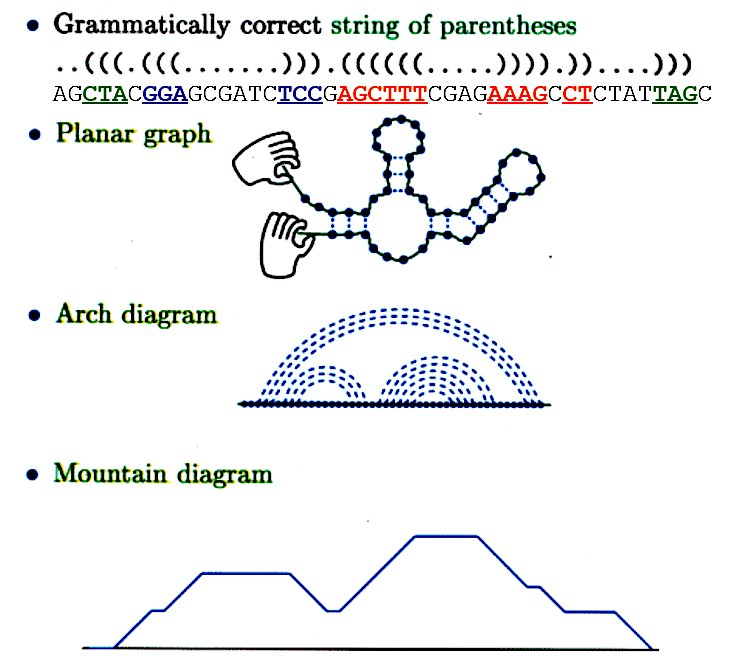 • Grammatically correct string of parentheses
..(((.(((.......))).((((((.....)))).))....)))
AGCTACGGAGCGATCTCCGAGCTTTCGAGAAAGCCTCTATTAGC
• Planar graph
• Arch diagram
• Mountain diagram